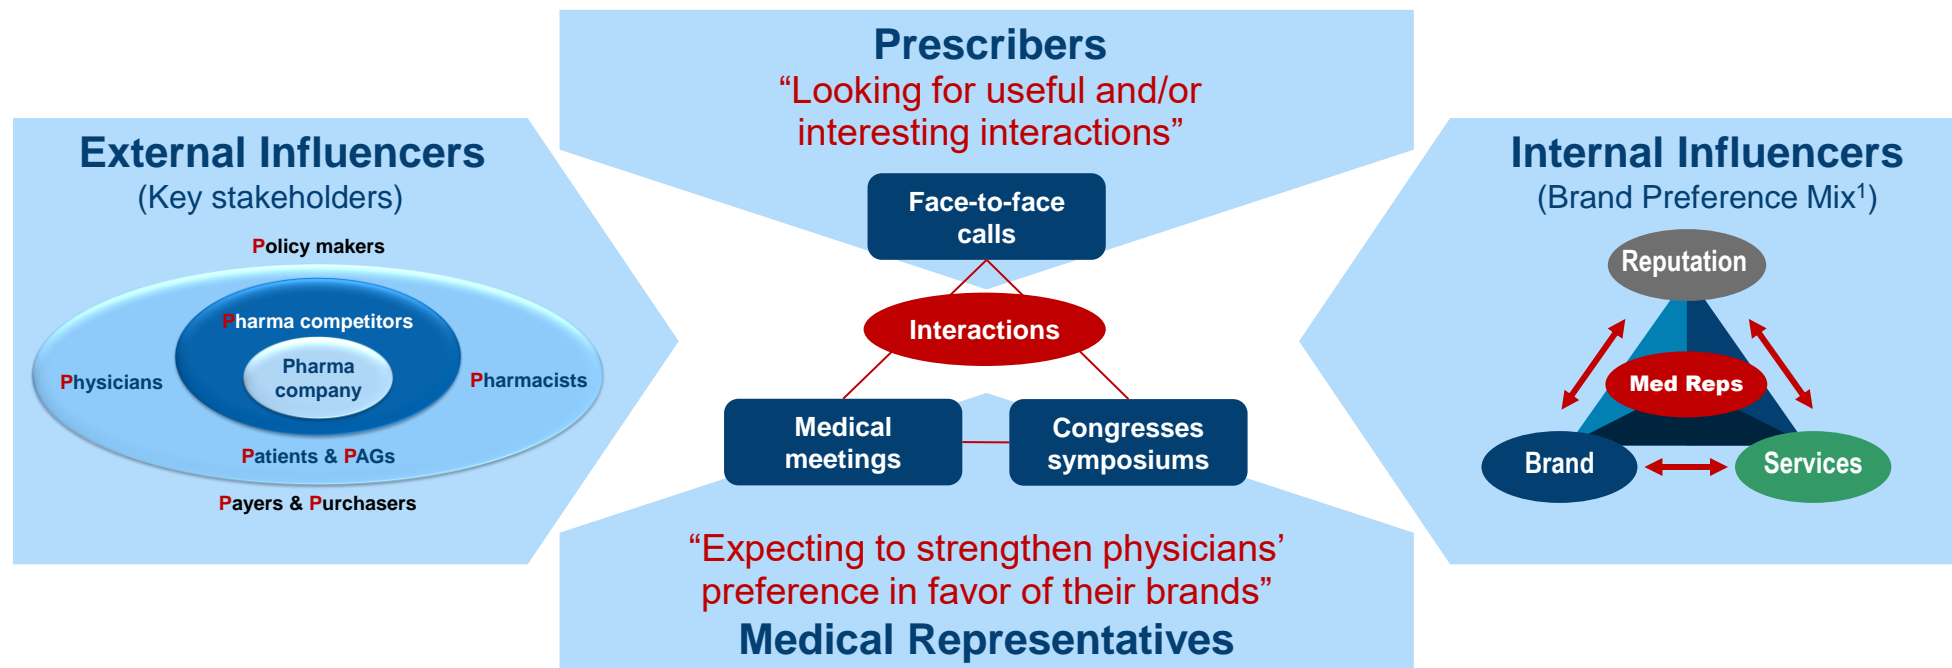 Prescribers
“Looking for useful and/or
interesting interactions”
External Influencers
(Key stakeholders)
Policy makers
Pharma competitors
Pharma
company
Physicians
Pharmacists
Patients & PAGs
Payers & Purchasers
Face-to-face
calls
Interactions
Medical
meetings
Congresses
symposiums
Internal Influencers
(Brand Preference Mix¹)
Reputation
Med Reps
Brand
Services
“Expecting to strengthen physicians’
preference in favor of their brands”
Medical Representatives